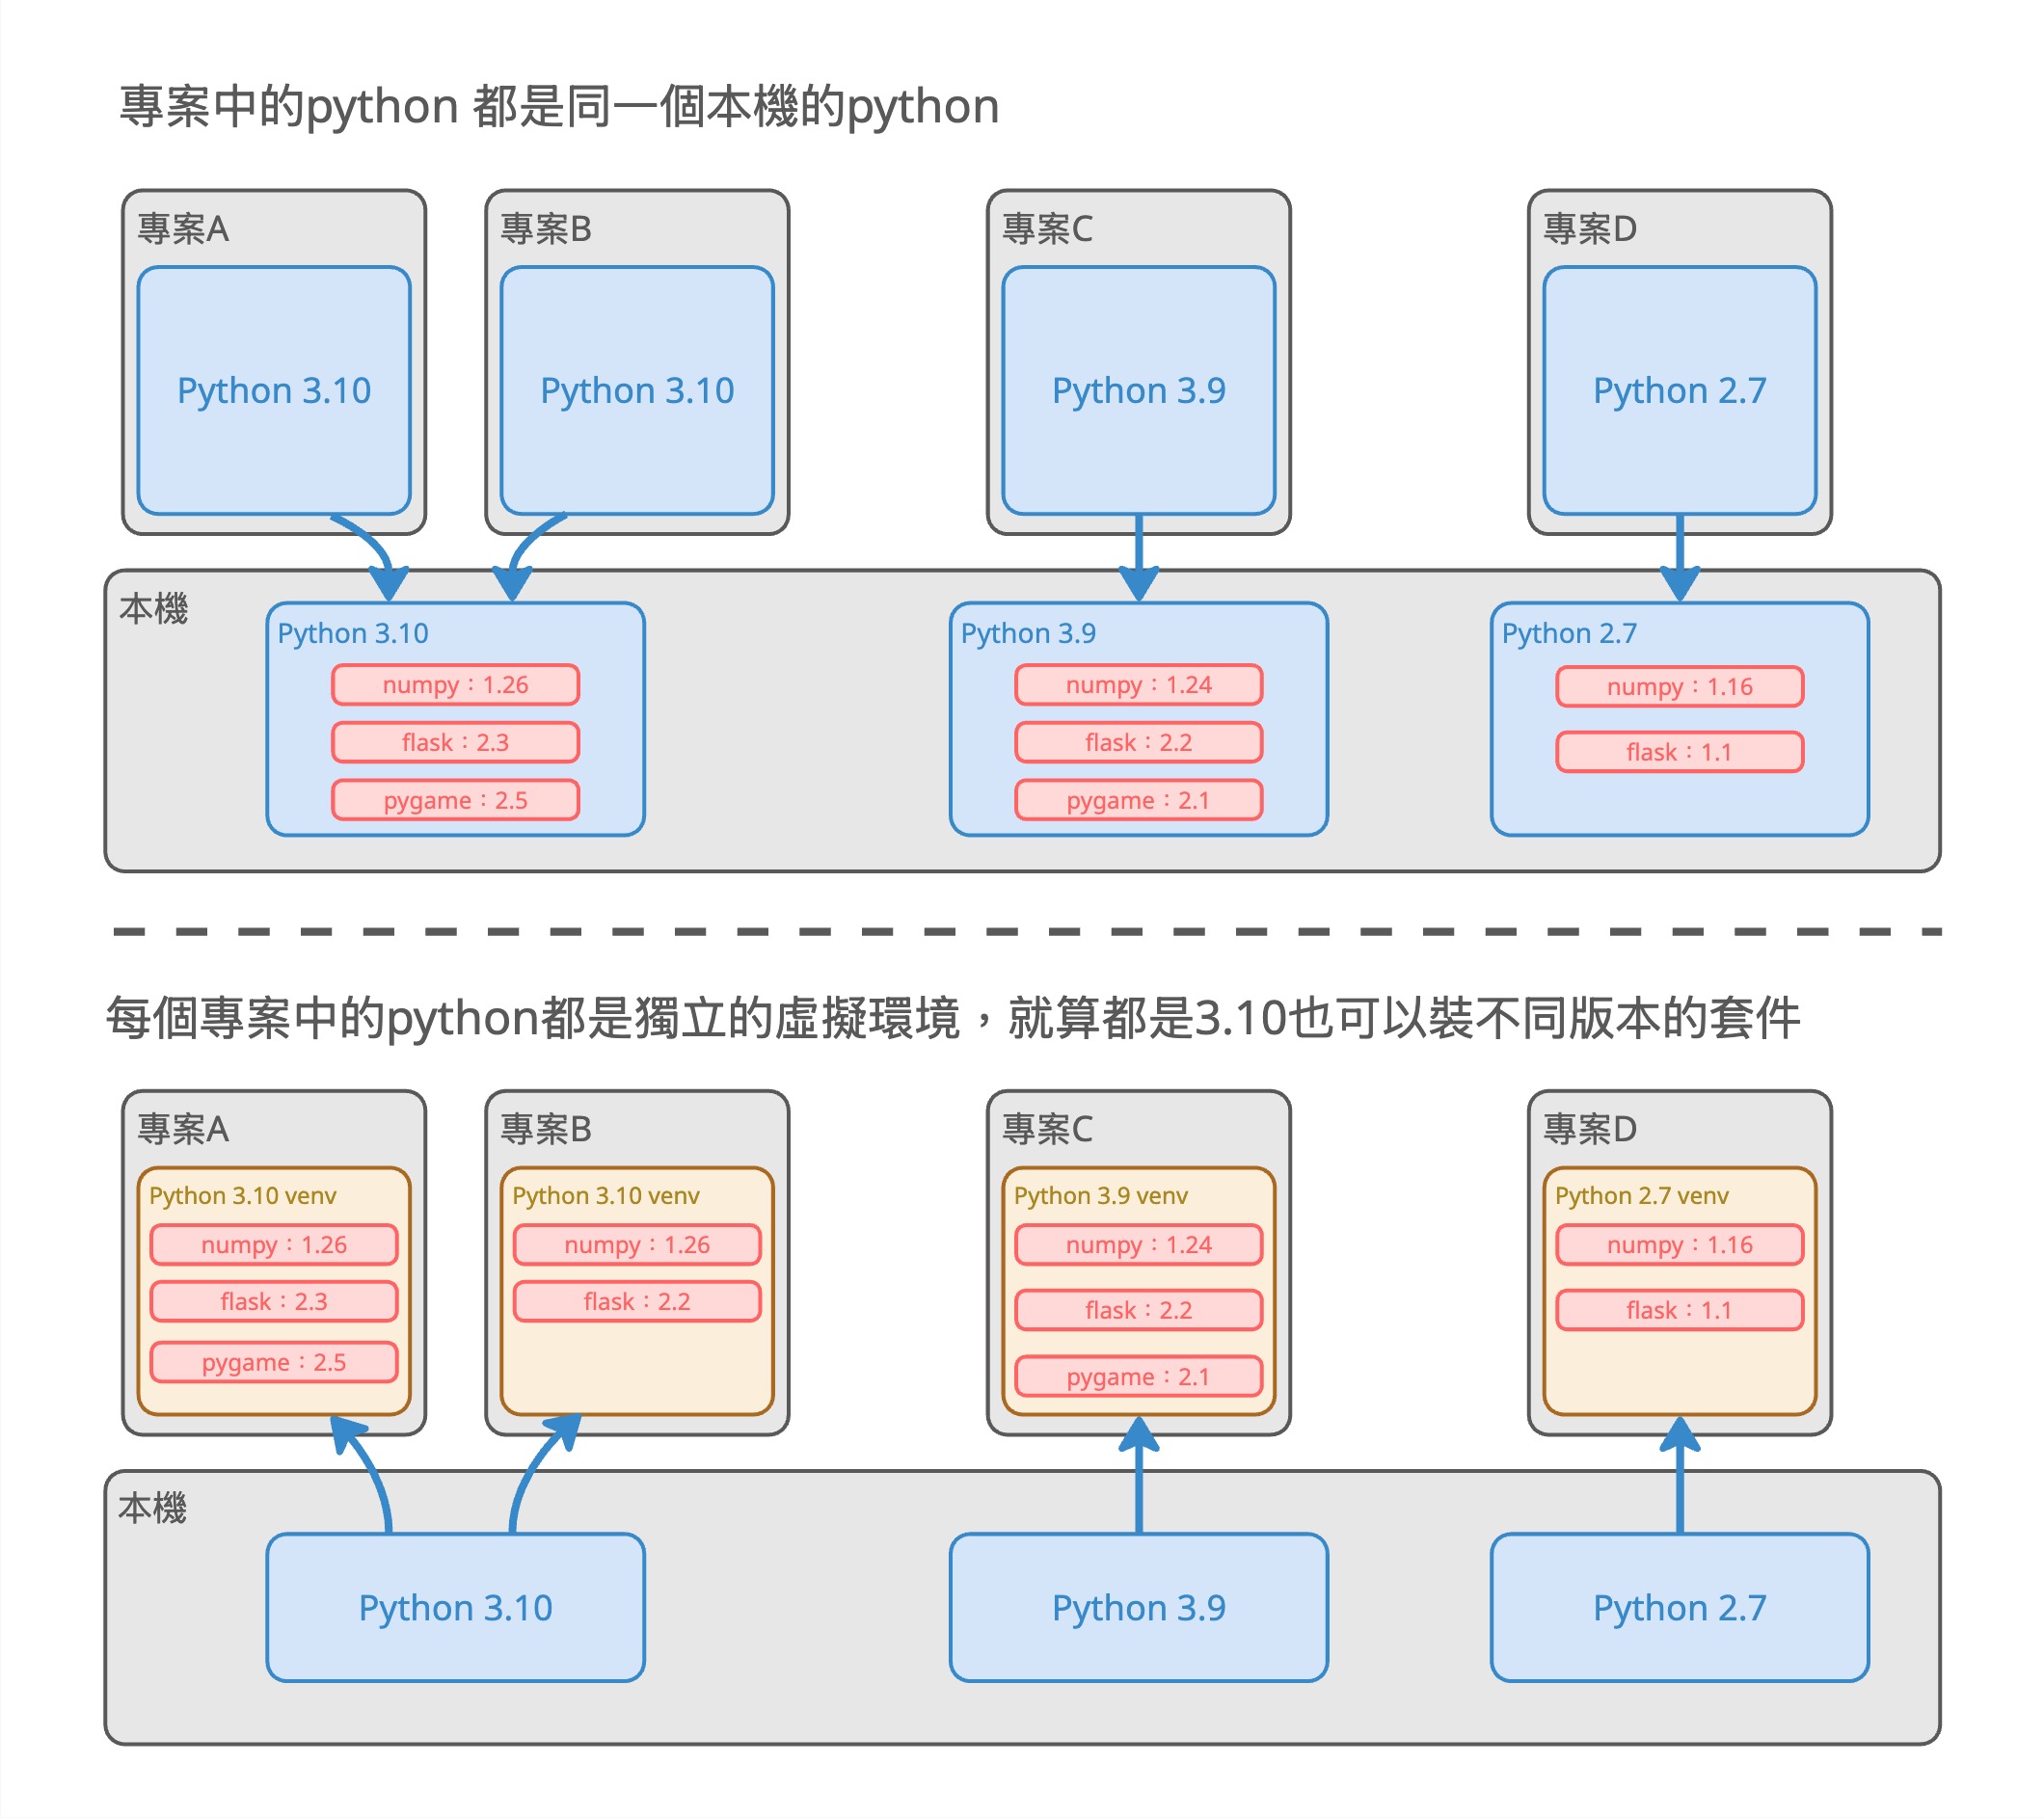 專案中的python 都是同一個本機的python
專案A
Python 3.10
專案B
Python 3.10
專案C
Python 3.9
專案D
Python 2.7
本機
Python 3.10
numpy：1.26
flask：2.3
pygame：2.5
Python 3.9
numpy：1.24
flask：2.2
pygame：2.1
Python 2.7
numpy：1.16
flask：1.1
每個專案中的python都是獨立的虛擬環境，就算都是3.10也可以裝不同版本的套件
專案A
Python 3.10 venv
numpy：1.26
flask：2.3
pygame：2.5
專案B
Python 3.10 venv
numpy：1.26
flask：2.2
專案C
Python 3.9 venv
numpy：1.24
flask：2.2
pygame：2.1
專案D
Python 2.7 venv
numpy：1.16
flask：1.1
本機
Python 3.10
Python 3.9
Python 2.7